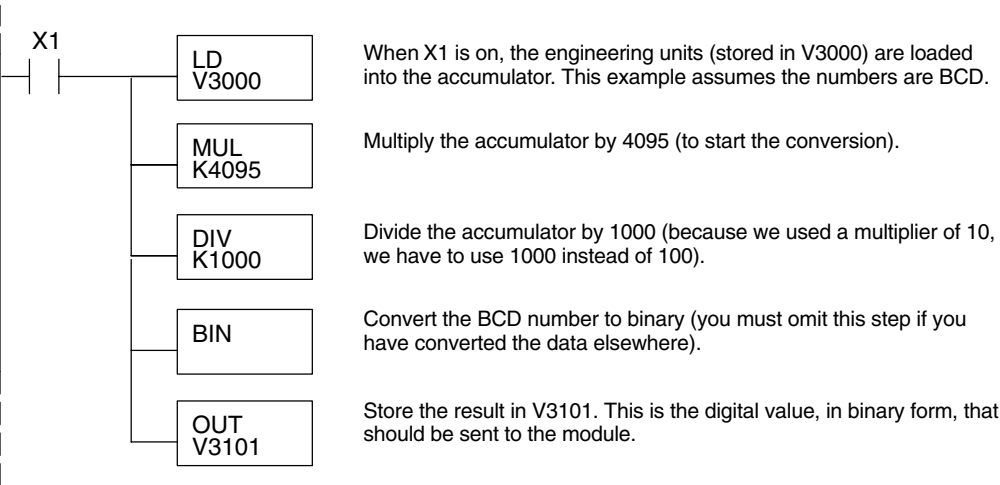 X1
LD
V3000
When X1 is on, the engineering units (stored in V3000) are loaded
into the accumulator. This example assumes the numbers are BCD.
MUL
K4095
Multiply the accumulator by 4095 (to start the conversion).
DIV
K1000
Divide the accumulator by 1000 (because we used a multiplier of 10,
we have to use 1000 instead of 100).
BIN
Convert the BCD number to binary (you must omit this step if you
have converted the data elsewhere).
OUT
V3101
Store the result in V3101. This is the digital value, in binary form, that
should be sent to the module.